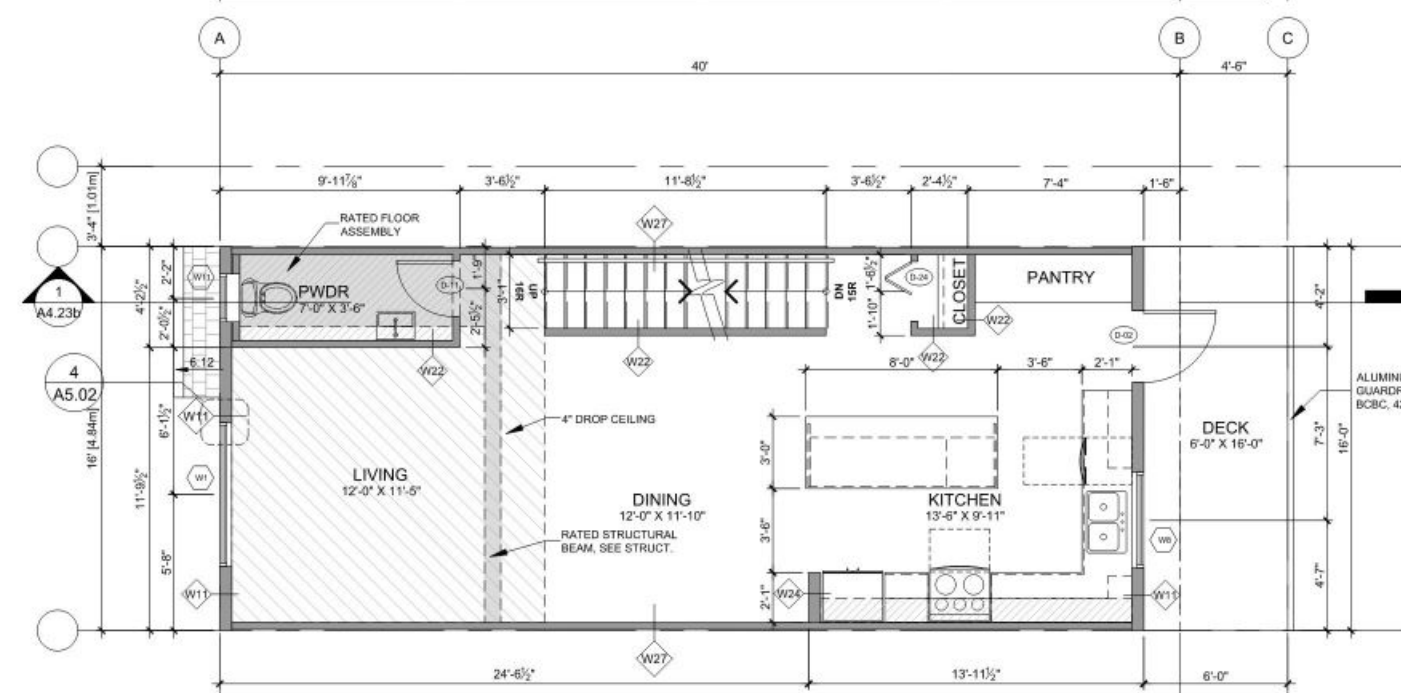 A
B
C
40'
4'-6"
9'-11⅞"
3'-6½"
11'-8½"
3'-6½"
2'-4½"
7'-4"
1'-6"
3'-4" [1.01m]
RATED FLOOR
ASSEMBLY
W27
W11
2'-2"
4'-2½"
2'-0½"
PWDR
7'-0" X 3'-6"
D-11
1'-9"
3'-1"
2'-5½"
UP
16R
DN
15R
1'-6½"
1'-10"
D-24
CLOSET
PANTRY
W22
W22
W22
W22
D-02
4'-2"
1
A4.23b
6:12
4
A5.02
8'-0"
3'-6"
2'-1"
W11
6'-1½"
16' [4.84m]
11'-9½"
4" DROP CEILING
3'-0"
DECK
6'-0" X 16'-0"
7'-3"
16'-0"
ALUMIN
GUARDR
BCBC, 42
W1
LIVING
12'-0" X 11'-5"
DINING
12'-0" X 11'-10"
KITCHEN
13'-6" X 9'-11"
RATED STRUCTURAL
BEAM, SEE STRUCT.
3'-6"
5'-8"
4'-7"
W11
W24
2'-1"
W11
W27
24'-6½"
13'-11½"
6'-0"